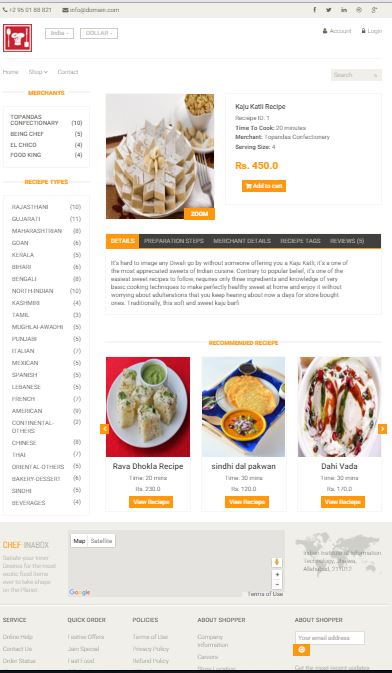 +2 95 01 88 821
info@domain.com
India
DOLLAR
Account
Login
Home
Shop
Contact
Search
MERCHANTS
TOPANDAS
CONFECTIONARY (10)
BEING CHEF (5)
EL CHICO (4)
FOOD KING (4)
RECIEPE TYPES
RAJASTHANI (10)
GUJARATI (11)
MAHARASHTRIAN (8)
GOAN (6)
KERALA (5)
BIHARI (6)
BENGALI (8)
NORTH-INDIAN (10)
KASHMIRI (4)
TAMIL (3)
MUGHLAI-AWADHI (5)
PUNJABI (5)
ITALIAN (7)
MEXICAN (5)
SPANISH (5)
LEBANESE (5)
FRENCH (7)
AMERICAN (9)
CONTINENTAL- (2)
OTHERS
CHINESE (8)
THAI (7)
ORIENTAL-OTHERS (5)
BAKERY-DESSERT (6)
SINDHI (5)
BEVERAGES (4)
ZOOM
Kaju Katli Recipe
Reciepe ID: 1
Time To Cook: 20 minutes
Merchant: Topandas Confectionary
Serving Size: 4
Rs. 450.0
Add to cart
DETAILS
PREPARATION STEPS
MERCHANT DETAILS
RECIEPE TAGS
REVIEWS (5)
It's hard to image any Diwali go by without someone offering you a Kaju Katli, it's a one of
the most appreciated sweets of Indian cuisine. Contrary to popular belief, it's one of the
easiest sweet recipes to follow, requires only three ingredients and knowledge of very
basic cooking techniques to make perfectly healthy sweet at home and enjoy it without
worrying about adulterations that you keep hearing about now a days for store bought
ones. Traditionally, this soft and sweet kaju barfi
RECOMMENDED RECIEPE
Rava Dhokla Recipe
Time: 20 mins
Rs. 230.0
View Reciepe
sindhi dal pakwan
Time: 30 mins
Rs. 120.0
View Reciepe
Dahi Vada
Time: 30 mins
Rs. 170.0
View Reciepe
CHEF INABOX
Satiate your Inner
Desires for the most
exotic food items
ever to take shape
on the Planet.
Map
Satellite
Google
Terms of Use
Indian Institute of Information
Technology, Jhalwa,
Allahabad, 211012
SERVICE
Online Help
Contact Us
Order Status
QUICK ORDER
Festive Offers
Jain Special
Fast Food
POLICIES
Terms of Use
Privacy Policy
Refund Policy
ABOUT SHOPPER
Company
Information
Careers
Store Location
ABOUT SHOPPER
Your email address
Get the most recent updates